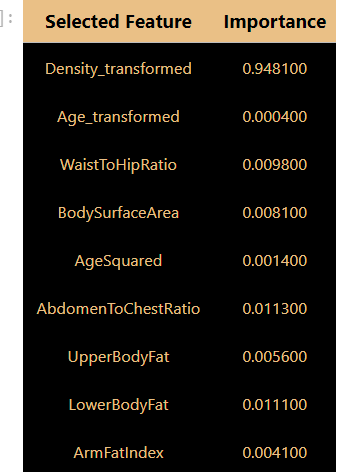 ]:
Selected Feature Importance
Density_transformed 0.948100
Age_transformed 0.000400
WaistToHipRatio 0.009800
BodySurfaceArea 0.008100
AgeSquared 0.001400
AbdomenToChestRatio 0.011300
UpperBodyFat 0.005600
LowerBodyFat 0.011100
ArmFatIndex 0.004100